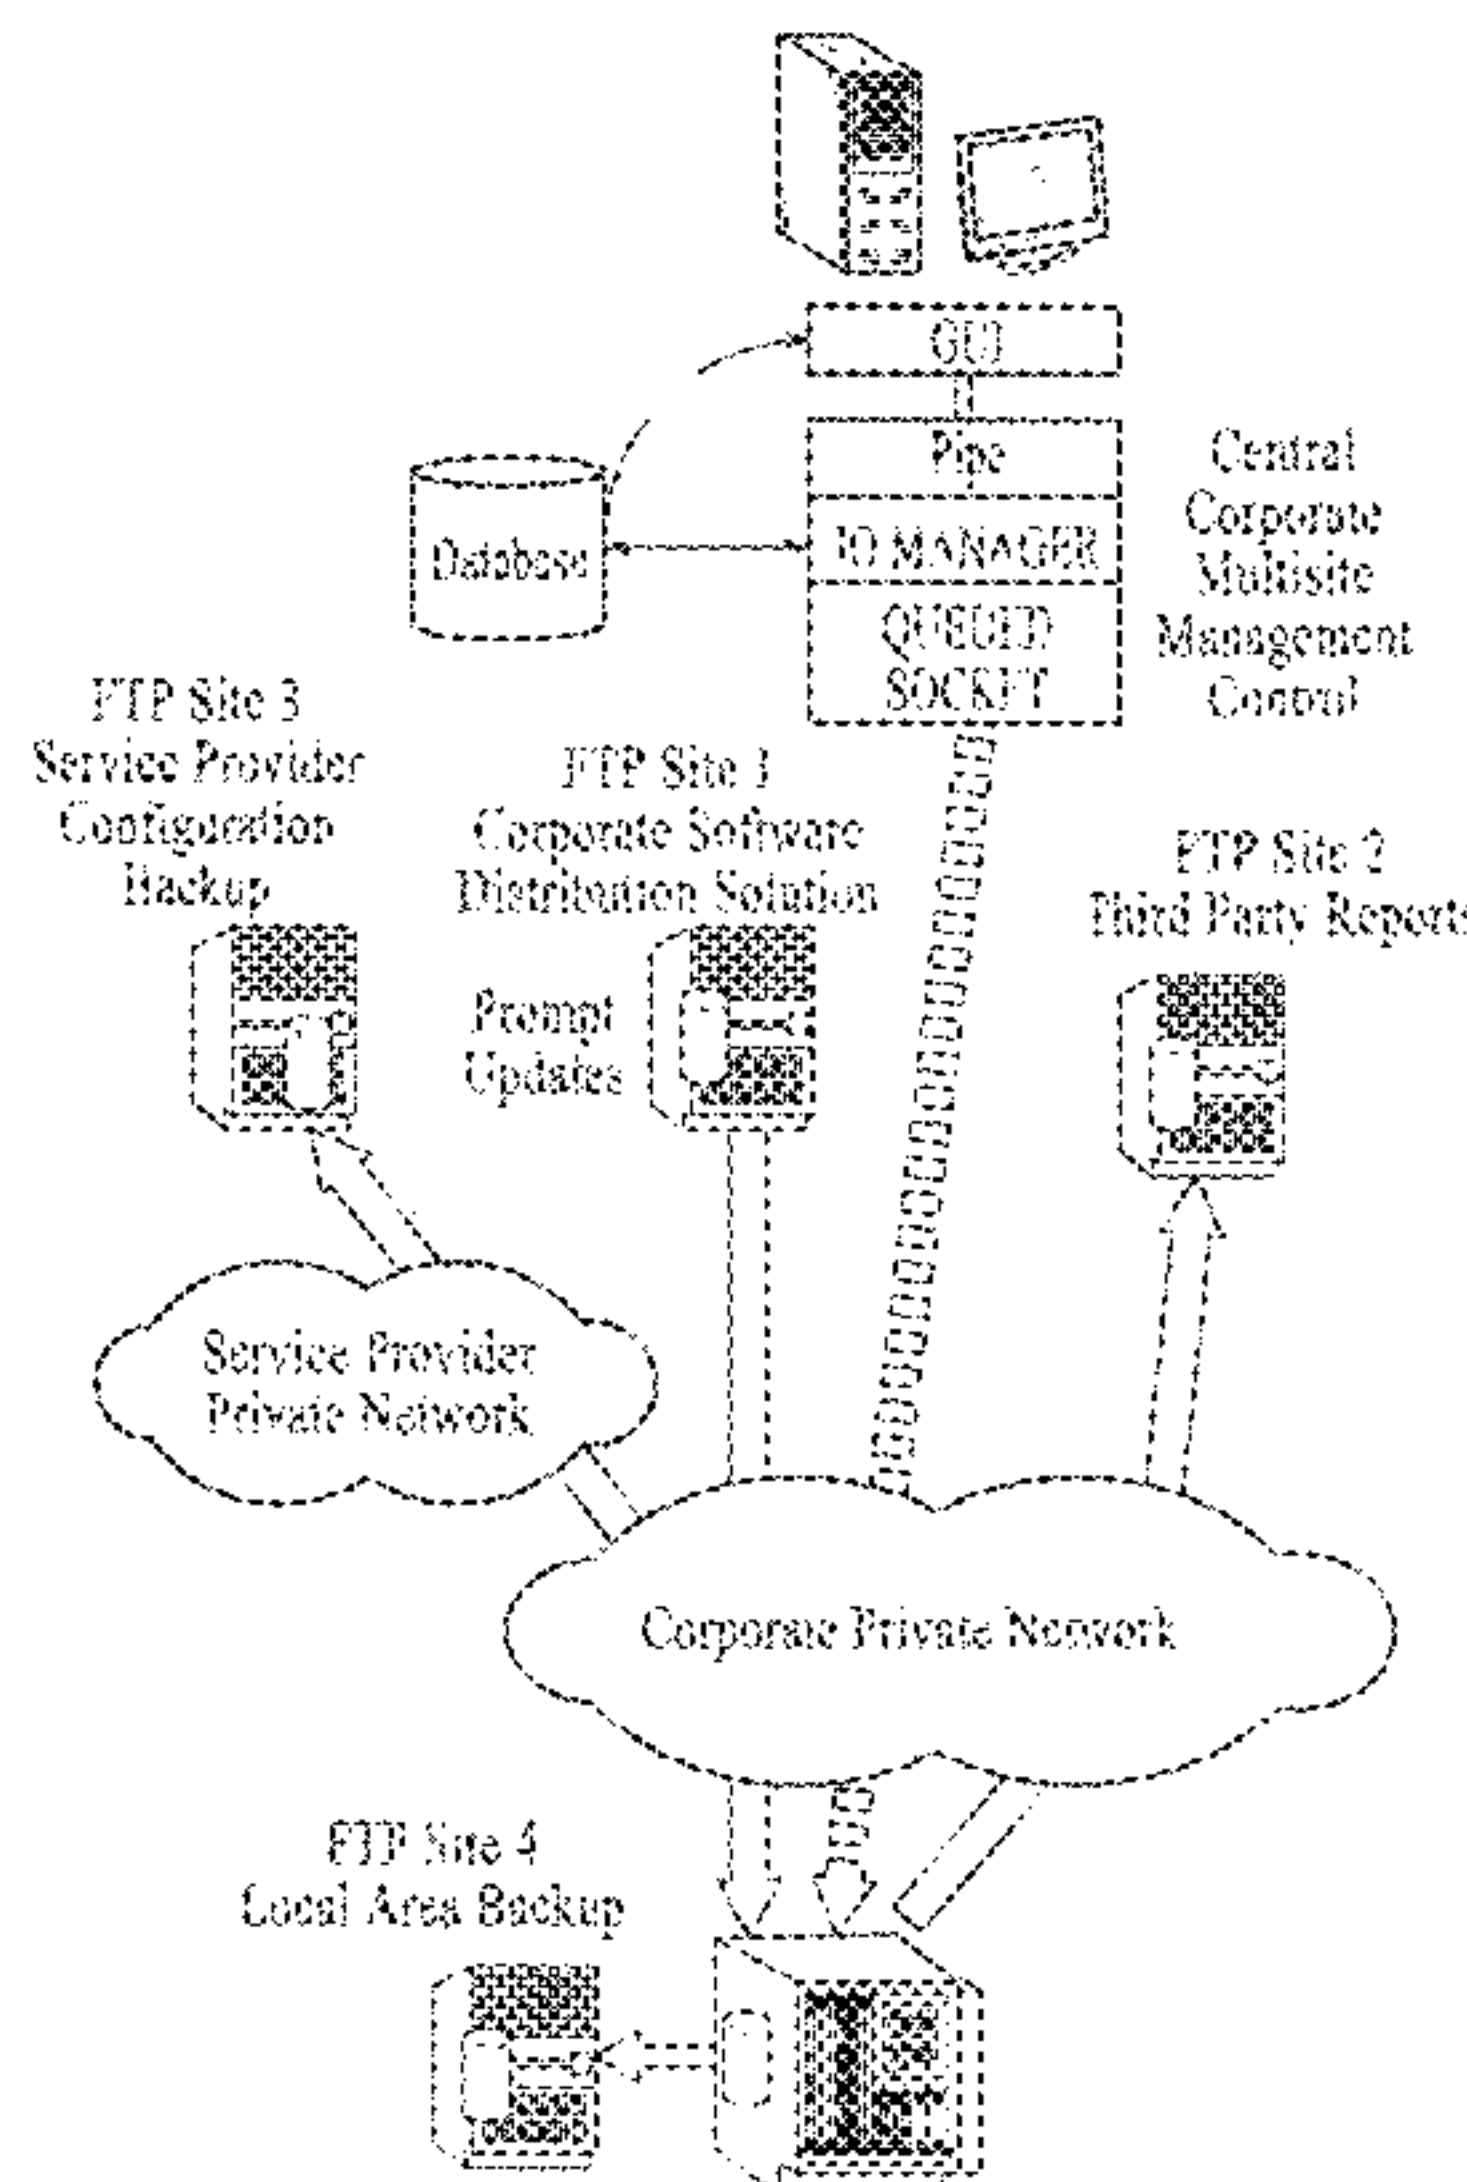 GUI
Pipe
IO MANAGER
QUEUED
SOCKET
Central
Corporate
Multisite
Management
Control
Database
FTP Site 3
Service Provider
Configuration
Backup
FTP Site 1
Corporate Software
Distribution Solution
Prompt
Updates
FTP Site 2
Third Party Reports
Service Provider
Private Network
Corporate Private Network
FTP Site 4
Local Area Backup